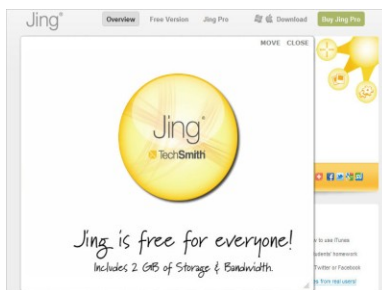 Jing
Overview
Free Version
Jing Pro
Download
Buy Jing Pro
MOVE CLOSE
Jing
TechSmith
Jing is free for everyone!
Includes 2 GB of Storage & Bandwidth.
to use iTunes
students' homework
Twitter or Facebook
from real users!